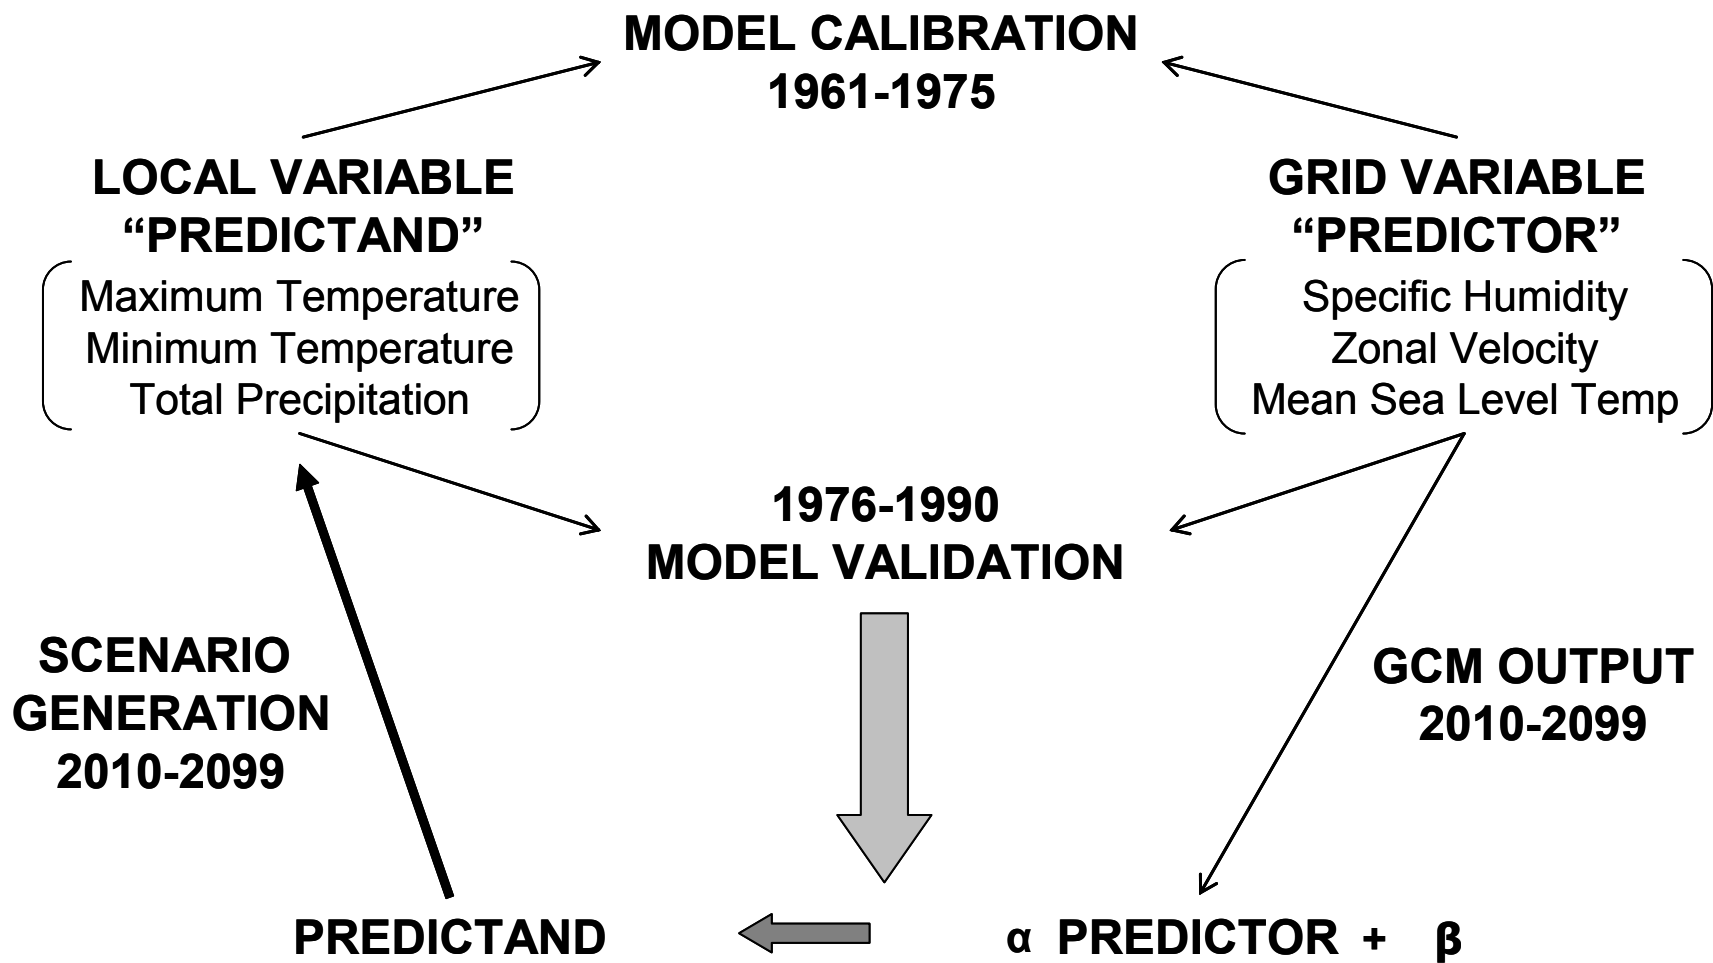 MODEL CALIBRATION
1961-1975
LOCAL VARIABLE
“PREDICTAND”
Maximum Temperature
Minimum Temperature
Total Precipitation
GRID VARIABLE
“PREDICTOR”
Specific Humidity
Zonal Velocity
Mean Sea Level Temp
1976-1990
MODEL VALIDATION
SCENARIO
GENERATION
2010-2099
GCM OUTPUT
2010-2099
PREDICTAND
α PREDICTOR + β